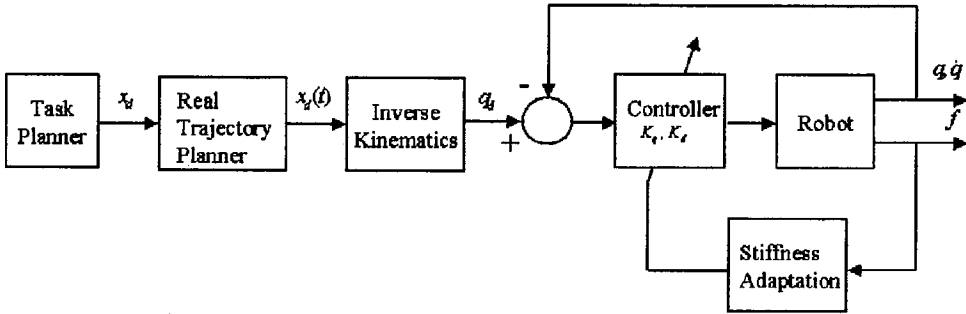 Task
Planner
x_d
Real
Trajectory
Planner
x_d(t)
Inverse
Kinematics
q_d
-
+
Controller
K_q, K_d
Robot
q, q̇
f
Stiffness
Adaptation